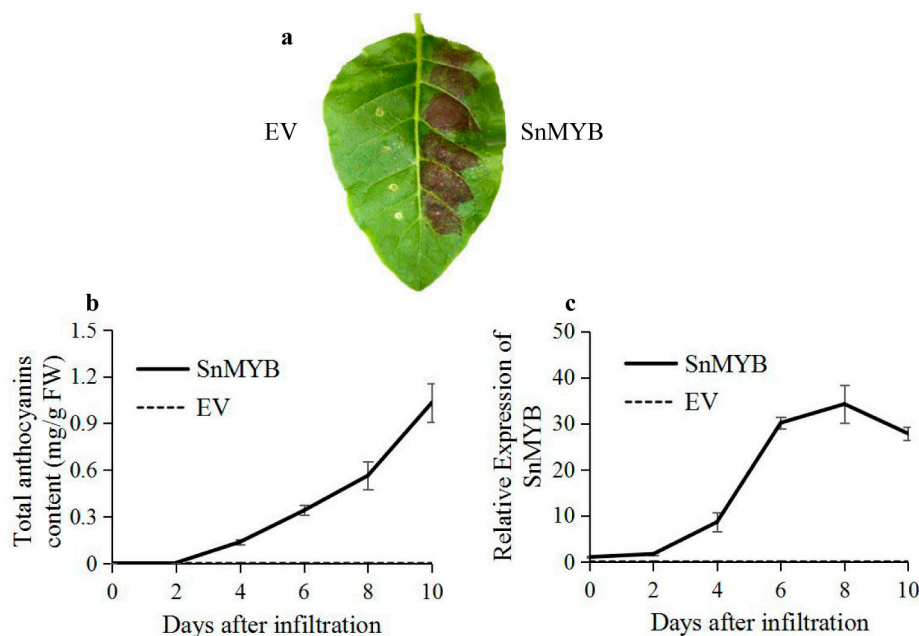 a
EV
SnMYB
b
Total anthocyanins
content (mg/g FW)
1.5
1.2
0.9
0.6
0.3
0
SnMYB
EV
0 2 4 6 8 10
Days after infiltration
c
Relative Expression of
SnMYB
50
40
30
20
10
0
SnMYB
EV
0 2 4 6 8 10
Days after infiltration